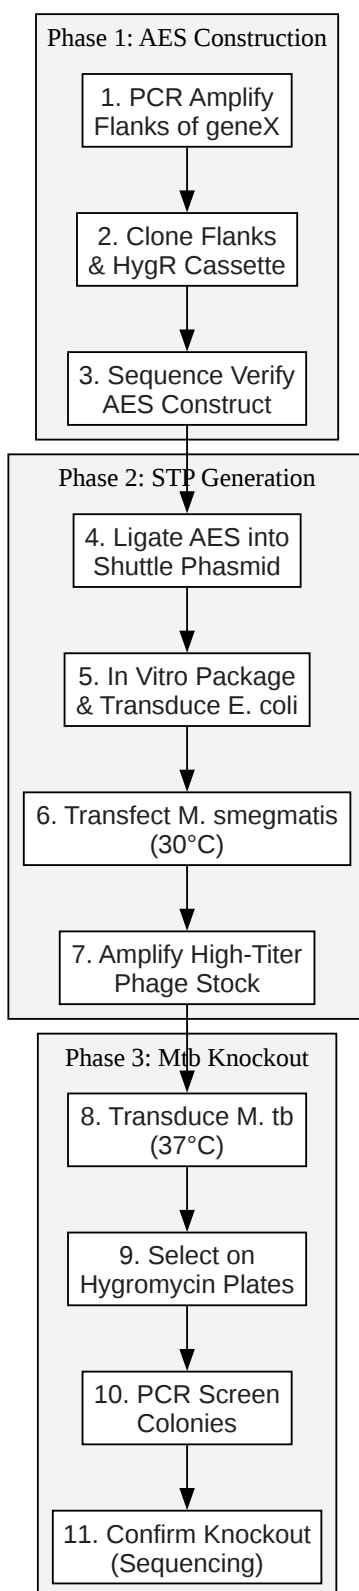 Phase 1: AES Construction
1. PCR Amplify
Flanks of geneX
2. Clone Flanks
& HygR Cassette
3. Sequence Verify
AES Construct
Phase 2: STP Generation
4. Ligate AES into
Shuttle Phasmid
5. In Vitro Package
& Transduce E. coli
6. Transfect M. smegmatis
(30°C)
7. Amplify High-Titer
Phage Stock
Phase 3: Mtb Knockout
8. Transduce M. tb
(37°C)
9. Select on
Hygromycin Plates
10. PCR Screen
Colonies
11. Confirm Knockout
(Sequencing)